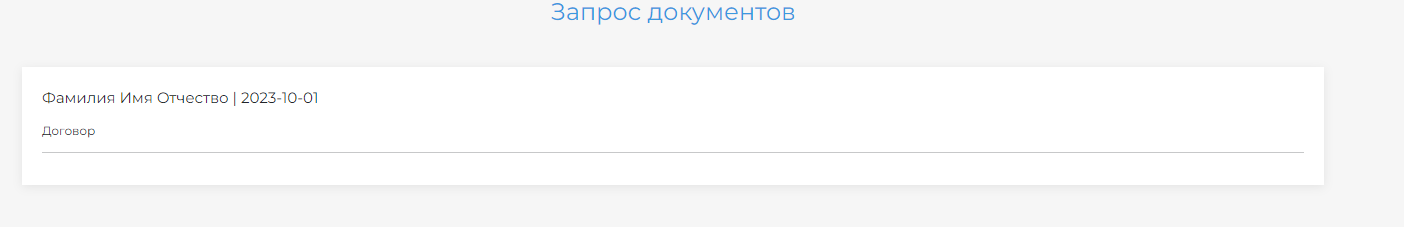 Запрос документов
Фамилия Имя Отчество | 2023-10-01
Договор